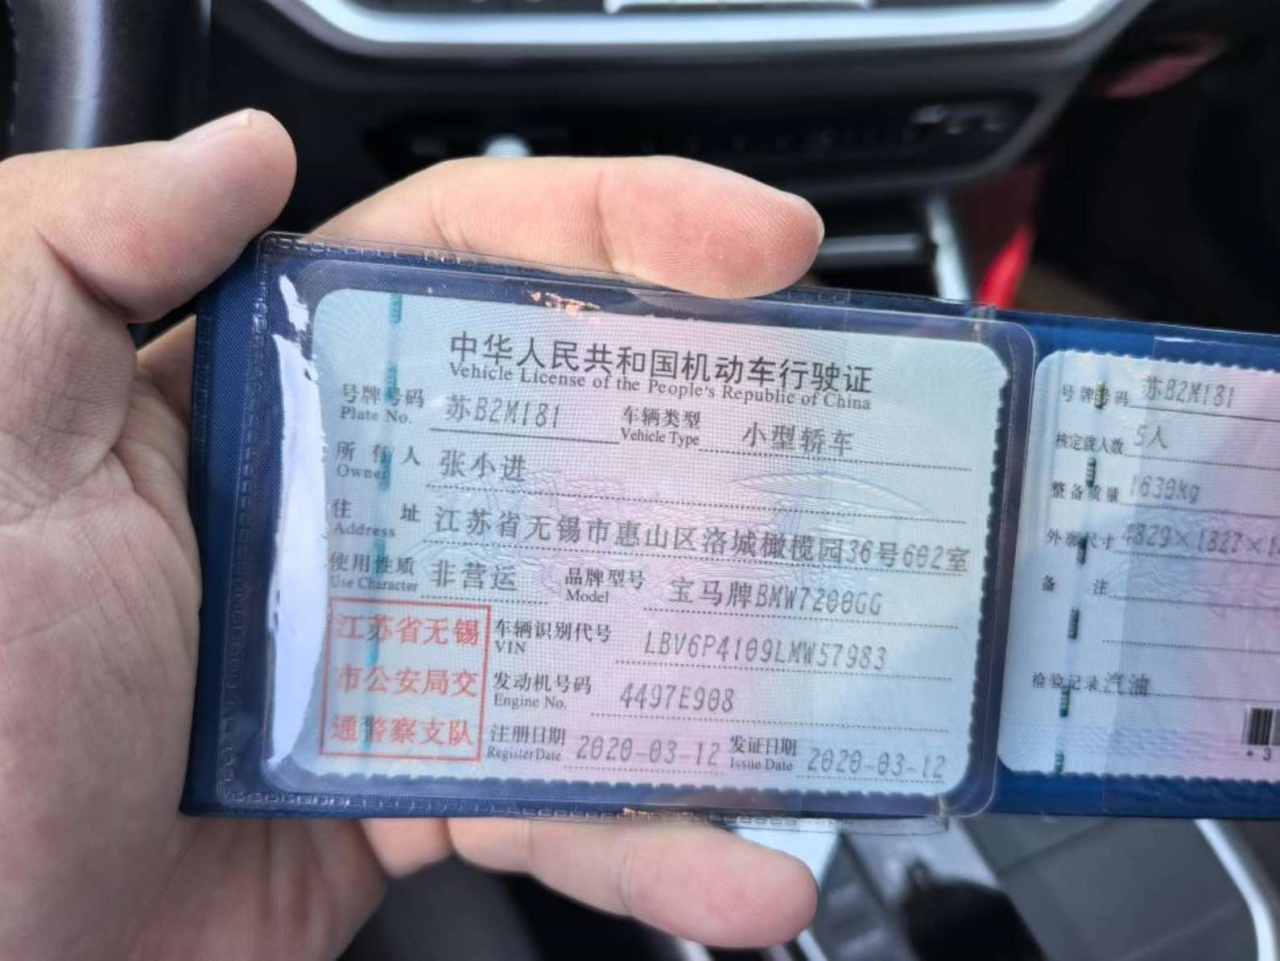 中华人民共和国机动车行驶证
Vehicle License of the People's Republic of China
号牌号码 苏B2M181 车辆类型 小型轿车
Plate No. Vehicle Type
所有人 张小进
Owner
住址 江苏省无锡市惠山区洛城橄榄园36号602室
Address
使用性质 非营运 品牌型号 宝马牌BMW7200GG
Use Character Model
江苏省无锡
市公安局交
通警察支队
车辆识别代号 LBV6P4109LMW57983
VIN
发动机号码 4497E908
Engine No.
注册日期 2020-03-12 发证日期 2020-03-12
Register Date Issue Date
号牌号码 苏B2M181
核定载人数 5人
整备质量 1630kg
外廓尺寸 4829×1827×1
备注
检验记录 汽油
* 3